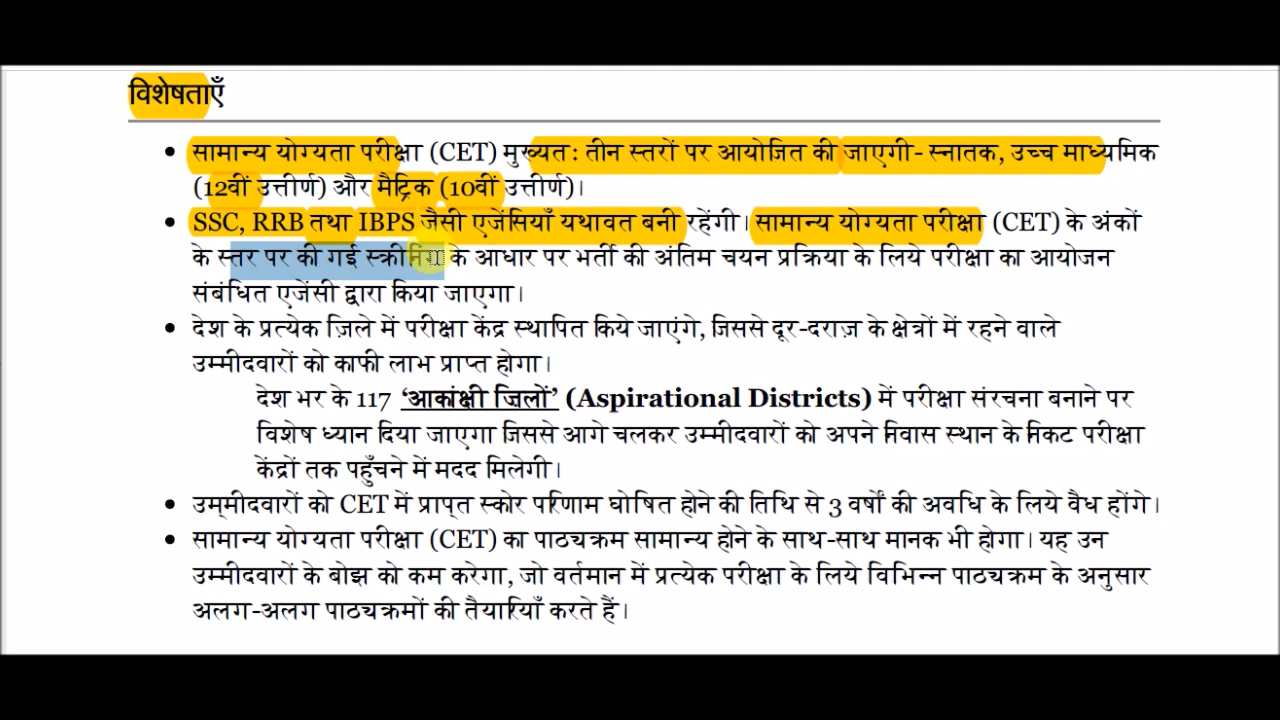 विशेषताएँ
• सामान्य योग्यता परीक्षा (CET) मुख्यत: तीन स्तरों पर आयोजित की जाएगी- स्नातक, उच्च माध्यमिक
(12वीं उत्तीर्ण) और मैट्रिक (10वीं उत्तीर्ण)।
• SSC, RRB तथा IBPS जैसी एजेंसियाँ यथावत बनी रहेंगी। सामान्य योग्यता परीक्षा (CET) के अंकों
के स्तर पर की गई स्क्रीनिंग के आधार पर भर्ती की अंतिम चयन प्रक्रिया के लिये परीक्षा का आयोजन
संबंधित एजेंसी द्वारा किया जाएगा।
• देश के प्रत्येक ज़िले में परीक्षा केंद्र स्थापित किये जाएंगे, जिससे दूर-दराज़ के क्षेत्रों में रहने वाले
उम्मीदवारों को काफी लाभ प्राप्त होगा।
देश भर के 117 ‘आकांक्षी ज़िलों’ (Aspirational Districts) में परीक्षा संरचना बनाने पर
विशेष ध्यान दिया जाएगा जिससे आगे चलकर उम्मीदवारों को अपने निवास स्थान के निकट परीक्षा
केंद्रों तक पहुँचने में मदद मिलेगी।
• उम्‍मीदवारों को CET में प्राप्‍त स्कोर परिणाम घोषित होने की तिथि से 3 वर्षों की अवधि के लिये वैध होंगे।
• सामान्य योग्यता परीक्षा (CET) का पाठ्यक्रम सामान्य होने के साथ-साथ मानक भी होगा। यह उन
उम्मीदवारों के बोझ को कम करेगा, जो वर्तमान में प्रत्येक परीक्षा के लिये विभिन्न पाठ्यक्रम के अनुसार
अलग-अलग पाठ्यक्रमों की तैयारियाँ करते हैं।